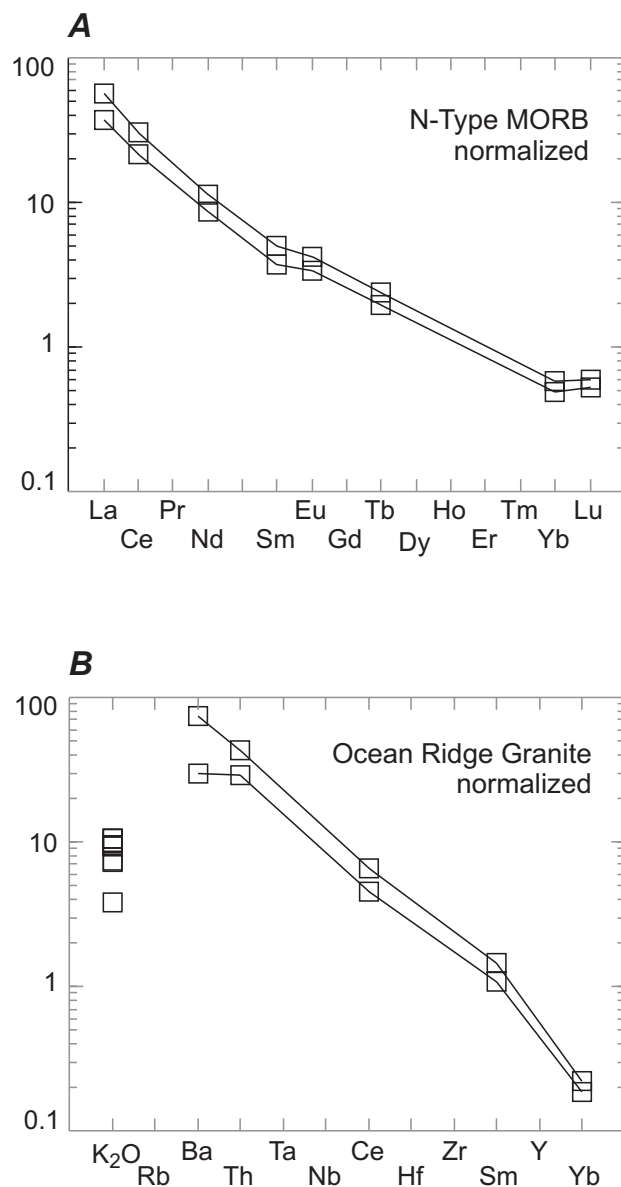 A
100
N-Type MORB
normalized
10
1
0.1
La Pr Eu Tb Ho Tm Lu
Ce Nd Sm Gd Dy Er Yb
B
100
Ocean Ridge Granite
normalized
10
1
0.1
K₂O Ba Ta Ce Zr Y
Rb Th Nb Hf Sm Yb